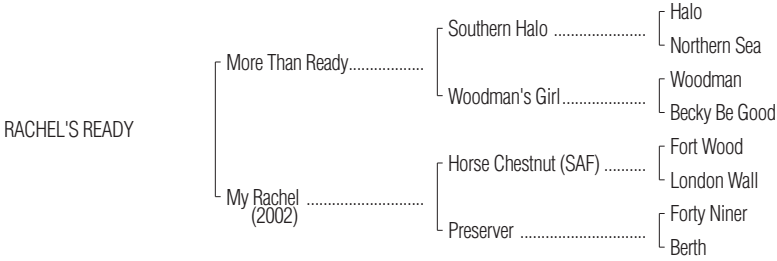 Halo
Southern Halo ......................
Northern Sea
More Than Ready..................
Woodman
Woodman's Girl....................
Becky Be Good
RACHEL'S READY
Fort Wood
Horse Chestnut (SAF) ..........
London Wall
My Rachel ............................
(2002)
Forty Niner
Preserver ..............................
Berth